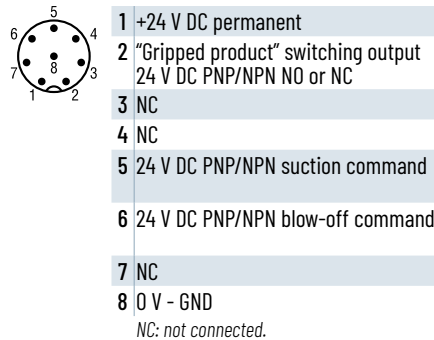 5
6 4
8
7 3
1 2
1 +24 V DC permanent
2 “Gripped product” switching output
24 V DC PNP/NPN NO or NC
3 NC
4 NC
5 24 V DC PNP/NPN suction command
6 24 V DC PNP/NPN blow-off command
7 NC
8 0 V - GND
NC: not connected.